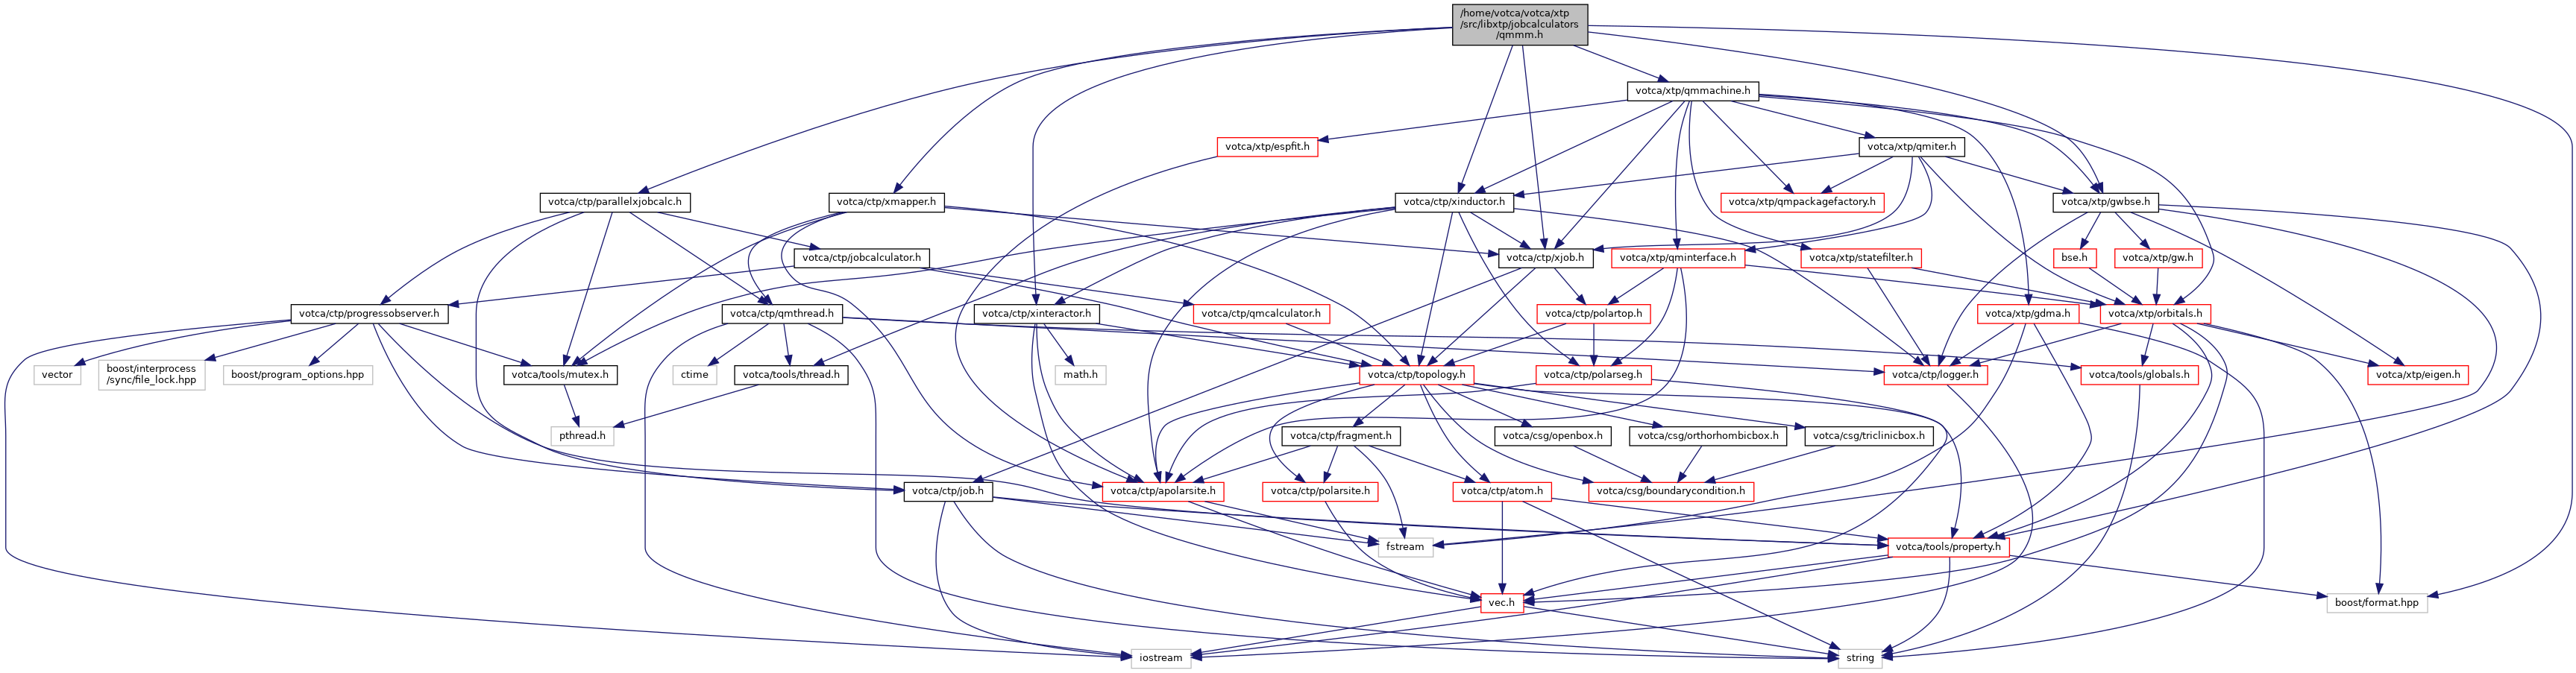 /home/votca/votca/xtp
/src/libxtp/jobcalculators
/qmmm.h
votca/xtp/qmmachine.h
votca/xtp/espfit.h
votca/xtp/qmiter.h
votca/ctp/parallelxjobcalc.h
votca/ctp/xmapper.h
votca/ctp/xinductor.h
votca/xtp/qmpackagefactory.h
votca/xtp/gwbse.h
votca/ctp/jobcalculator.h
votca/ctp/xjob.h
votca/xtp/qminterface.h
votca/xtp/statefilter.h
bse.h
votca/xtp/gw.h
votca/ctp/progressobserver.h
votca/ctp/qmthread.h
votca/ctp/xinteractor.h
votca/ctp/qmcalculator.h
votca/ctp/polartop.h
votca/xtp/gdma.h
votca/xtp/orbitals.h
vector
boost/interprocess
/sync/file_lock.hpp
boost/program_options.hpp
votca/tools/mutex.h
ctime
votca/tools/thread.h
math.h
votca/ctp/topology.h
votca/ctp/polarseg.h
votca/ctp/logger.h
votca/tools/globals.h
votca/xtp/eigen.h
pthread.h
votca/ctp/fragment.h
votca/csg/openbox.h
votca/csg/orthorhombicbox.h
votca/csg/triclinicbox.h
votca/ctp/job.h
votca/ctp/apolarsite.h
votca/ctp/polarsite.h
votca/ctp/atom.h
votca/csg/boundarycondition.h
fstream
votca/tools/property.h
vec.h
boost/format.hpp
iostream
string